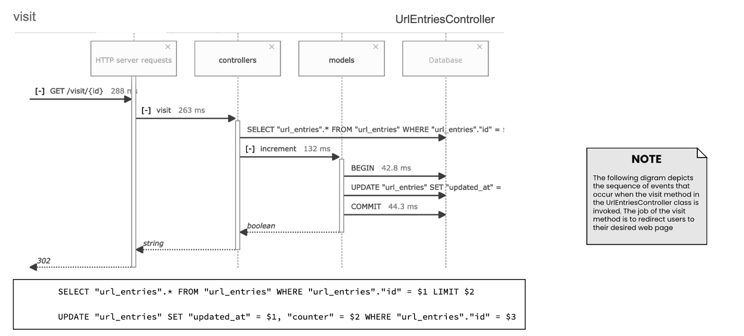 visit
UrlEntriesController
HTTP server requests
controllers
models
Database
[-] GET /visit/{id} 288 m
[-] visit 263 ms
SELECT "url_entries".* FROM "url_entries" WHERE "url_entries"."id" =
[-] increment 132 ms
BEGIN 42.8 ms
UPDATE "url_entries" SET "updated_at" =
COMMIT 44.3 ms
boolean
string
302
SELECT "url_entries".* FROM "url_entries" WHERE "url_entries"."id" = $1 LIMIT $2
UPDATE "url_entries" SET "updated_at" = $1, "counter" = $2 WHERE "url_entries"."id" = $3
NOTE
The following digram depicts
the sequence of events that
occur when the visit method in
the UrlEntriesController class is
invoked. The job of the visit
method is to redirect users to
their desired web page